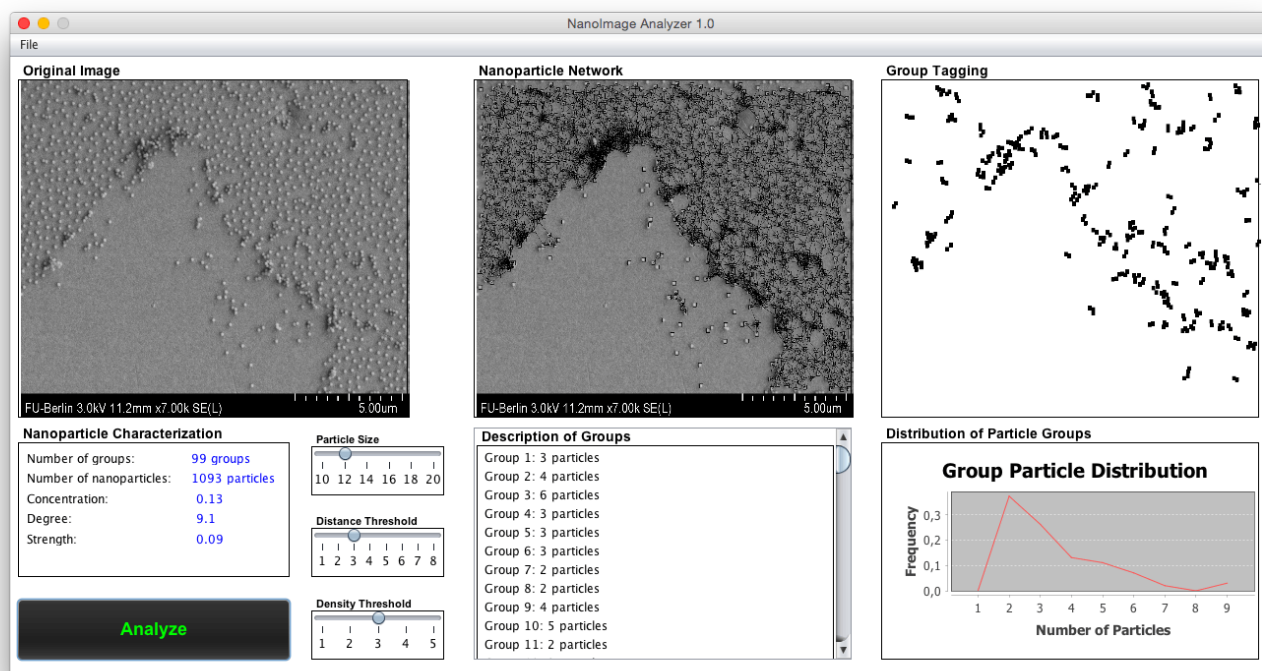 NanoImage Analyzer 1.0
File
Original Image
FU-Berlin 3.0kV 11.2mm x7.00k SE(L)
5.00um
Nanoparticle Network
FU-Berlin 3.0kV 11.2mm x7.00k SE(L)
5.00um
Group Tagging
Nanoparticle Characterization
Number of groups: 99 groups
Number of nanoparticles: 1093 particles
Concentration: 0.13
Degree: 9.1
Strength: 0.09
Analyze
Particle Size
10 12 14 16 18 20
Distance Threshold
1 2 3 4 5 6 7 8
Density Threshold
1 2 3 4 5
Description of Groups
Group 1: 3 particles
Group 2: 4 particles
Group 3: 6 particles
Group 4: 3 particles
Group 5: 3 particles
Group 6: 3 particles
Group 7: 2 particles
Group 8: 2 particles
Group 9: 4 particles
Group 10: 5 particles
Group 11: 2 particles
Distribution of Particle Groups
Group Particle Distribution
Frequency
0,3
0,2
0,1
0,0
1 2 3 4 5 6 7 8 9
Number of Particles